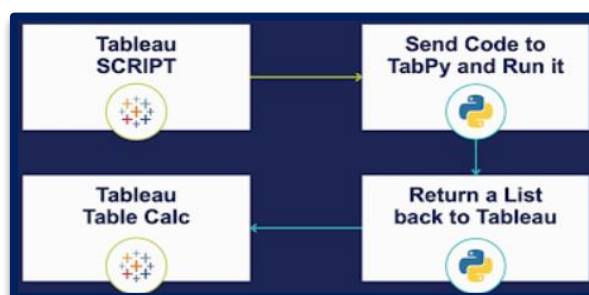 Tableau
SCRIPT
Send Code to
TabPy and Run it
Tableau
Table Calc
Return a List
back to Tableau